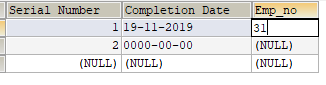 Serial Number Completion Date Emp_no
1 19-11-2019 31
2 0000-00-00 (NULL)
(NULL) (NULL) (NULL)